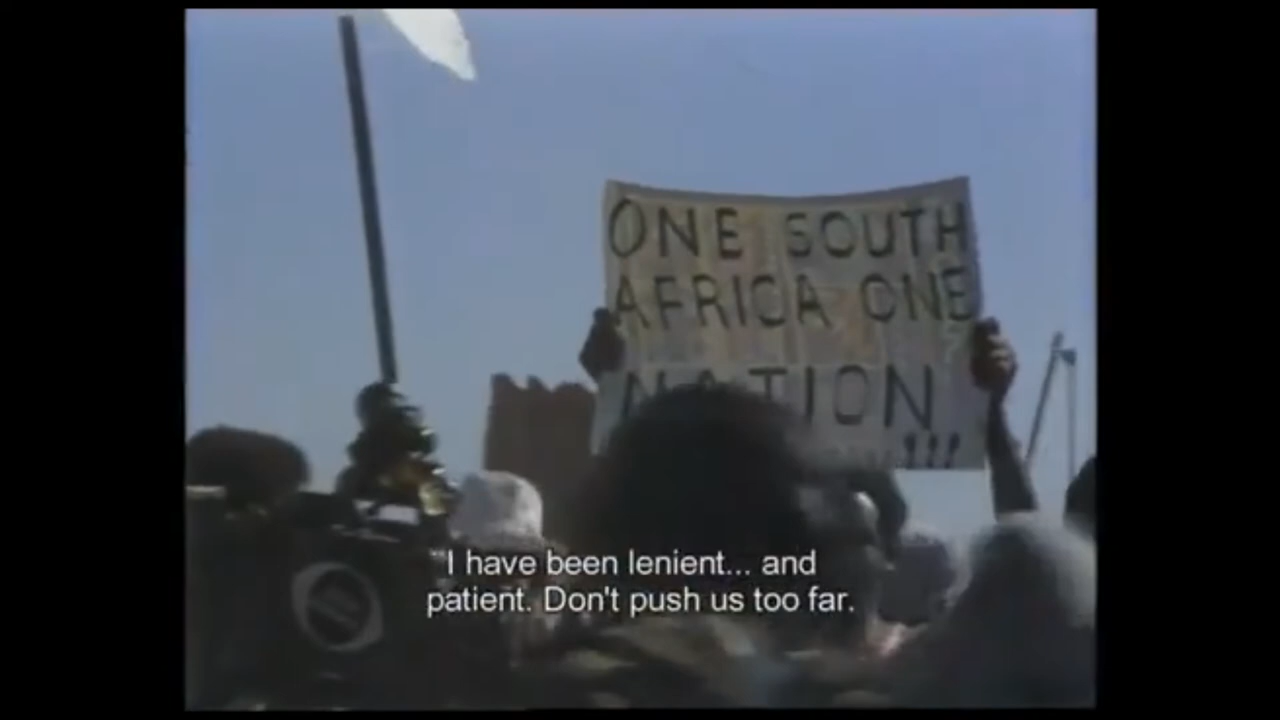 ONE SOUTH
AFRICA ONE
NATION
!!!
"I have been lenient... and
patient. Don't push us too far.